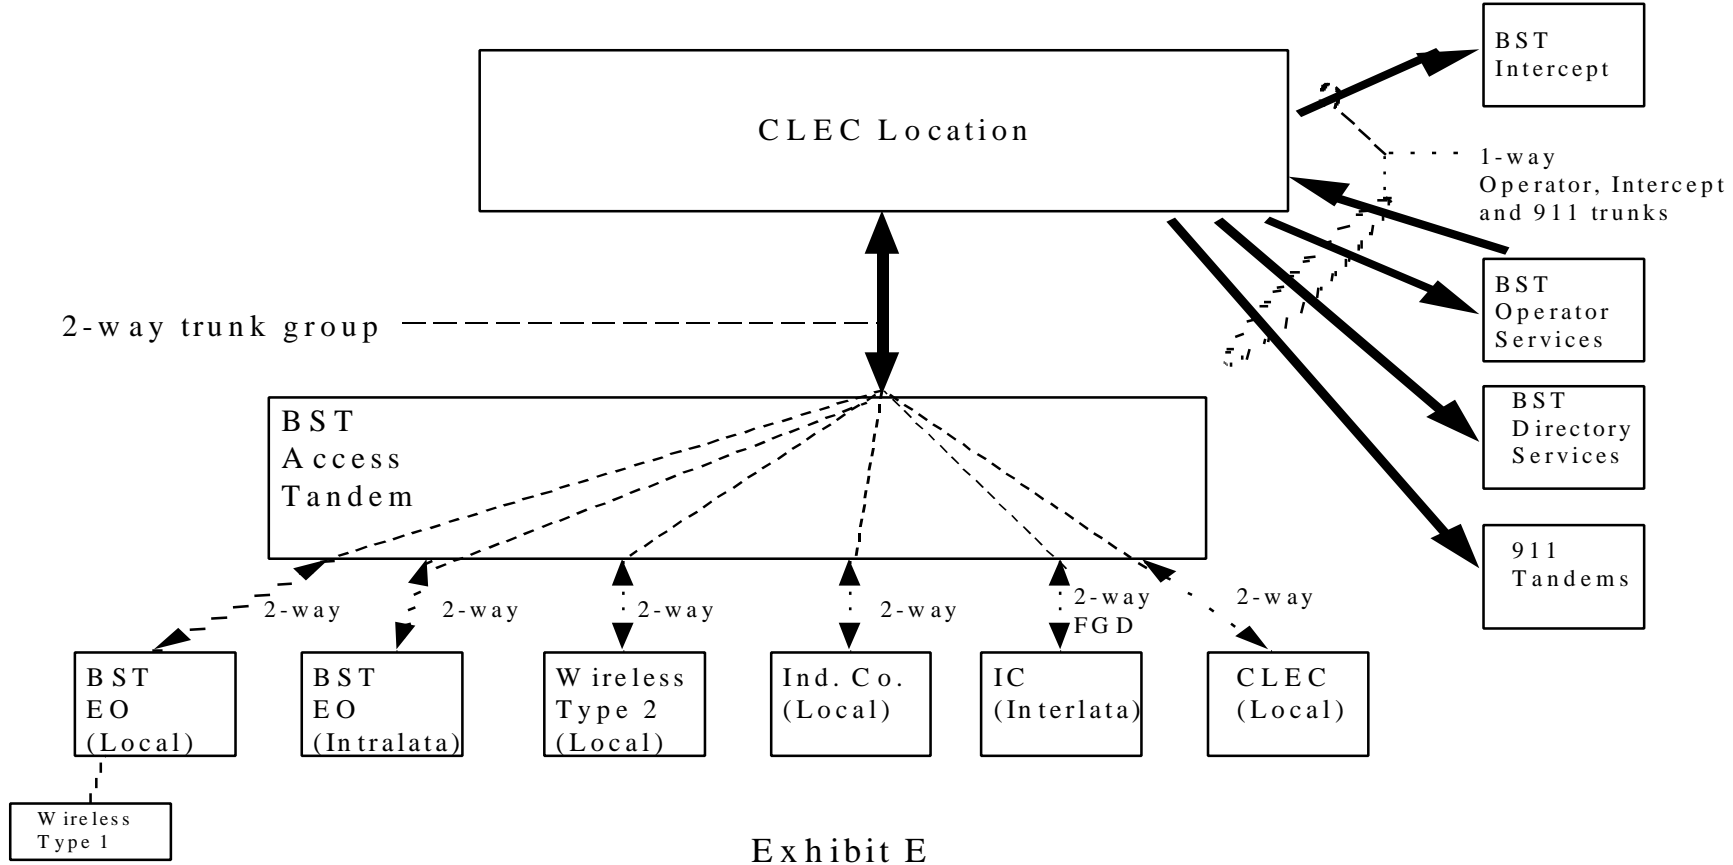 BST
Intercept
CLEC Location
1-way
Operator, Intercept
and 911 trunks
BST
Operator
Services
2-way trunk group
BST
Directory
Services
BST
Access
Tandem
911
Tandems
2-way
2-way
2-way
2-way
2-way
FGD
2-way
BST
EO
(Local)
BST
EO
(Intralata)
Wireless
Type 2
(Local)
Ind. Co.
(Local)
IC
(Interlata)
CLEC
(Local)
Wireless
Type 1
Exhibit E